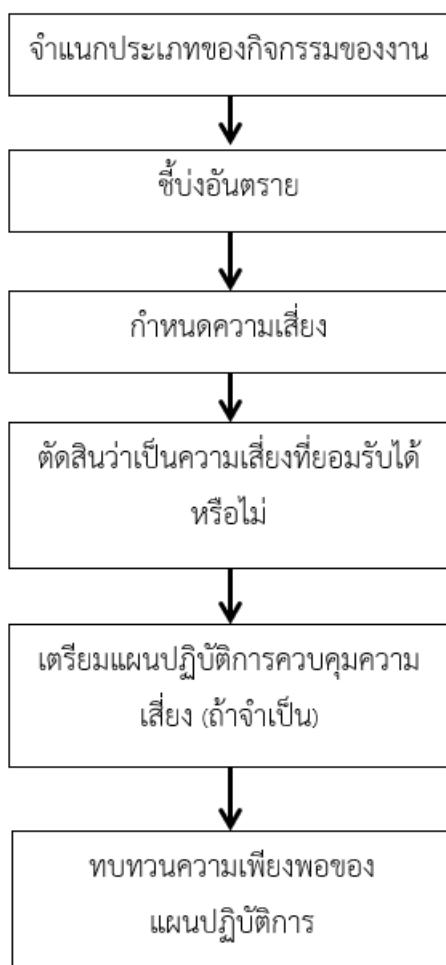 จำแนกประเภทของกิจกรรมของงาน
ชี้บ่งอันตราย
กำหนดความเสี่ยง
ตัดสินว่าเป็นความเสี่ยงที่ยอมรับได้
หรือไม่
เตรียมแผนปฏิบัติการควบคุมความ
เสี่ยง (ถ้าจำเป็น)
ทบทวนความเพียงพอของ
แผนปฏิบัติการ